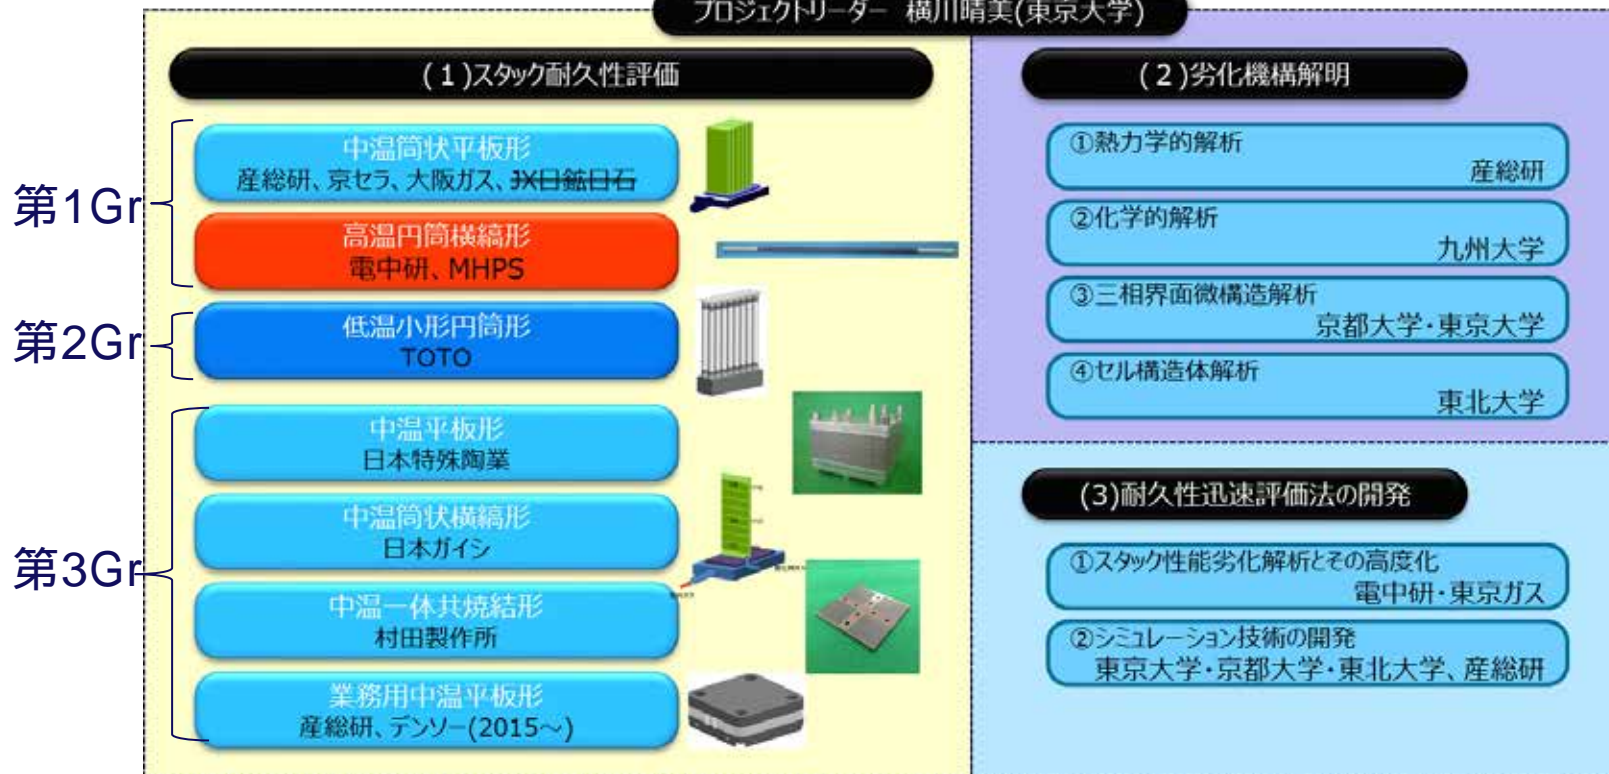 プロジェクトリーダー 横川晴美(東京大学)
(1)スタック耐久性評価
第1Gr
中温筒状平板形
産総研、京セラ、大阪ガス、JX日鉱日石
高温円筒横縞形
電中研、MHPS
第2Gr
低温小形円筒形
TOTO
第3Gr
中温平板形
日本特殊陶業
中温筒状横縞形
日本ガイシ
中温一体共焼結形
村田製作所
業務用中温平板形
産総研、デンソー(2015~)
(2)劣化機構解明
①熱力学的解析
産総研
②化学的解析
九州大学
③三相界面微構造解析
京都大学・東京大学
④セル構造体解析
東北大学
(3)耐久性迅速評価法の開発
①スタック性能劣化解析とその高度化
電中研・東京ガス
②シミュレーション技術の開発
東京大学・京都大学・東北大学、産総研